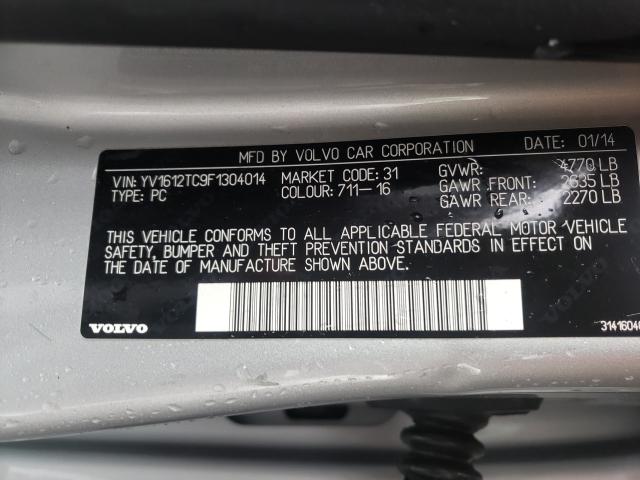 MFD BY VOLVO CAR CORPORATION DATE: 01/14
VIN: YV1612TC9F1304014 MARKET CODE: 31 GVWR: 4770 LB
TYPE: PC COLOUR: 711-16 GAWR FRONT: 2635 LB
GAWR REAR: 2270 LB
THIS VEHICLE CONFORMS TO ALL APPLICABLE FEDERAL MOTOR VEHICLE
SAFETY, BUMPER AND THEFT PREVENTION STANDARDS IN EFFECT ON
THE DATE OF MANUFACTURE SHOWN ABOVE.
VOLVO